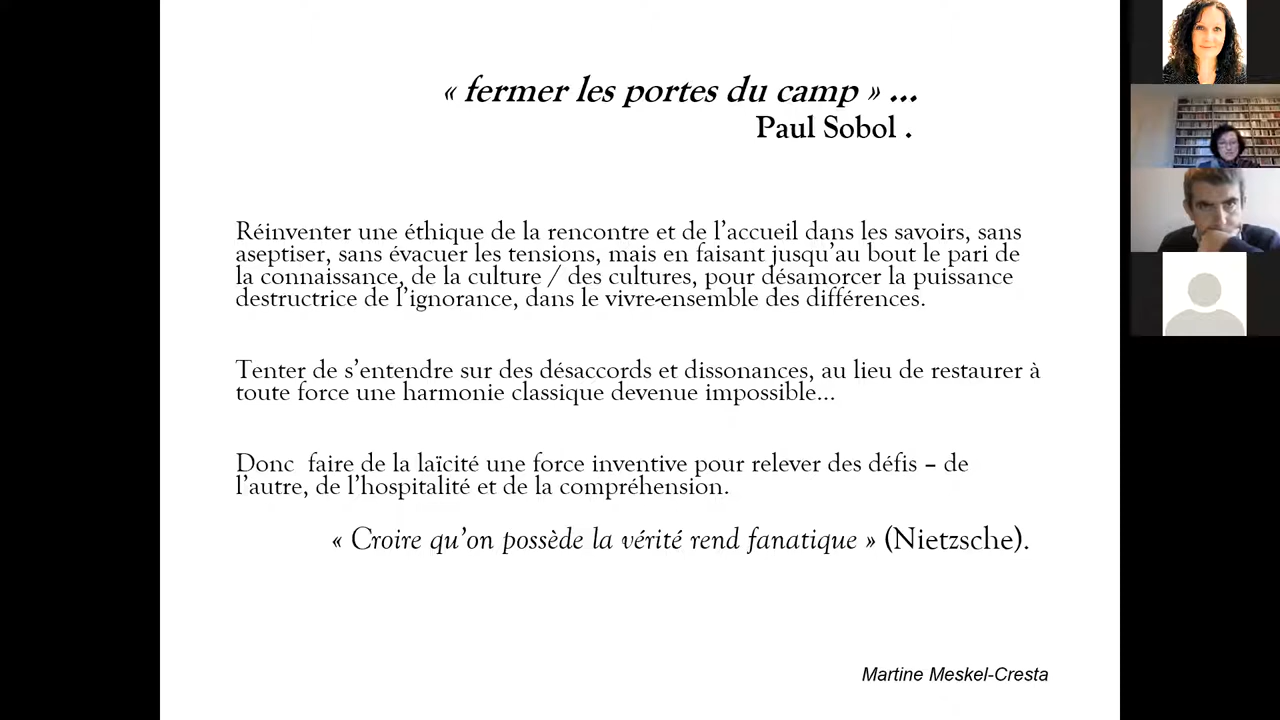 « fermer les portes du camp » ...
Paul Sobol .
Réinventer une éthique de la rencontre et de l'accueil dans les savoirs, sans
aseptiser, sans évacuer les tensions, mais en faisant jusqu'au bout le pari de
la connaissance, de la culture / des cultures, pour désamorcer la puissance
destructrice de l'ignorance, dans le vivre-ensemble des différences.
Tenter de s'entendre sur des désaccords et dissonances, au lieu de restaurer à
toute force une harmonie classique devenue impossible...
Donc faire de la laïcité une force inventive pour relever des défis – de
l'autre, de l'hospitalité et de la compréhension.
« Croire qu'on possède la vérité rend fanatique » (Nietzsche).
Martine Meskel-Cresta